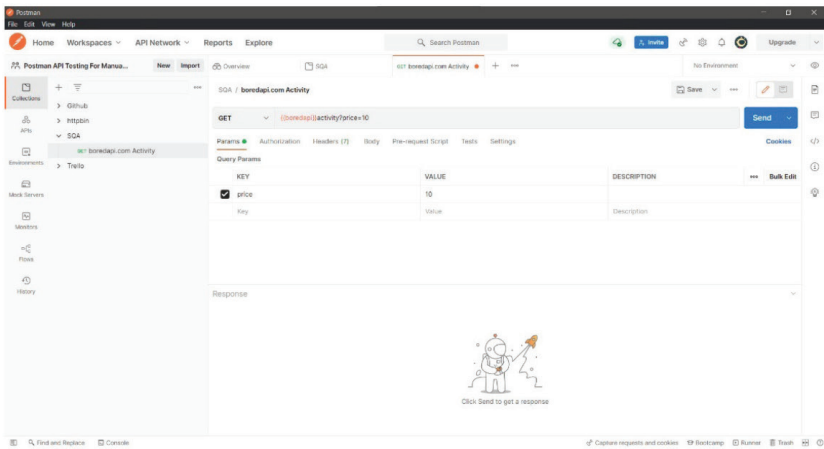 Postman
File Edit View Help
Home Workspaces API Network Reports Explore
Search Postman
Invite
Upgrade
Postman API Testing For Manua... New Import
Overview
SQA
GET boredapi.com Activity
No Environment
Collections
APIs
Environments
Mock Servers
Monitors
Flows
History
Github
httpbin
SQA
GET boredapi.com Activity
Trello
SQA / boredapi.com Activity
Save
GET {{boredapi}}activity?price=10
Send
Params Authorization Headers (7) Body Pre-request Script Tests Settings
Cookies
Query Params
KEY VALUE DESCRIPTION Bulk Edit
price 10
Key Value Description
Response
Click Send to get a response
Find and Replace Console
Capture requests and cookies Bootcamp Runner Trash